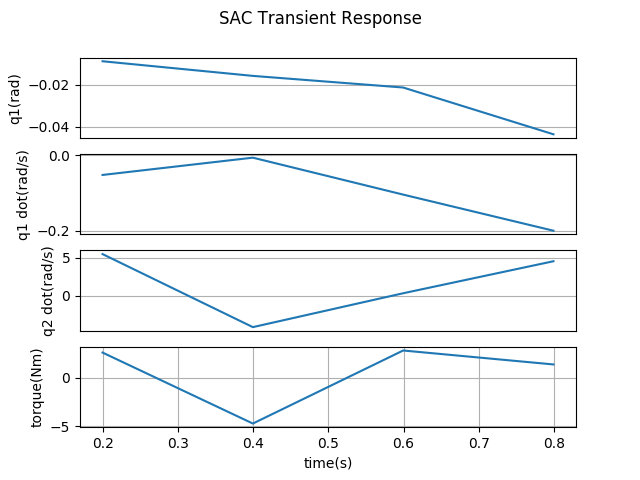 SAC Transient Response
q1(rad)
−0.02
−0.04
q1 dot(rad/s)
0.0
−0.2
q2 dot(rad/s)
5
0
torque(Nm)
0
−5
0.2 0.3 0.4 0.5 0.6 0.7 0.8
time(s)